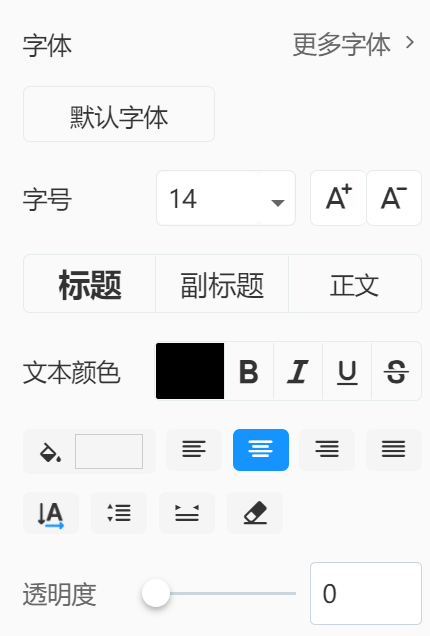 字体 更多字体 >
默认字体
字号 14 A+ A-
标题 副标题 正文
文本颜色 B I U S
A
透明度 0